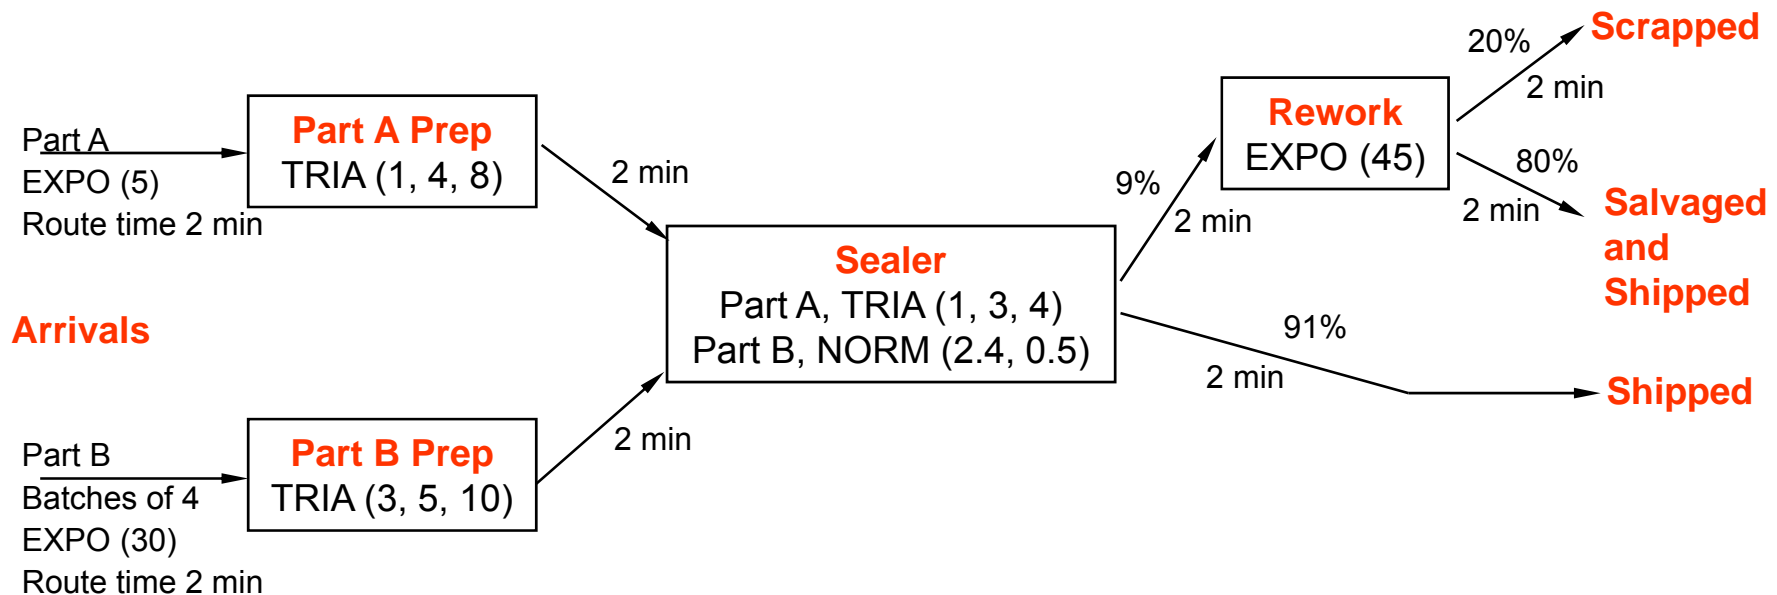 Arrivals
Part A
EXPO (5)
Route time 2 min
Part A Prep
TRIA (1, 4, 8)
2 min
Part B
Batches of 4
EXPO (30)
Route time 2 min
Part B Prep
TRIA (3, 5, 10)
2 min
Sealer
Part A, TRIA (1, 3, 4)
Part B, NORM (2.4, 0.5)
9%
2 min
Rework
EXPO (45)
20%
2 min
Scrapped
80%
2 min
Salvaged
and
Shipped
91%
2 min
Shipped